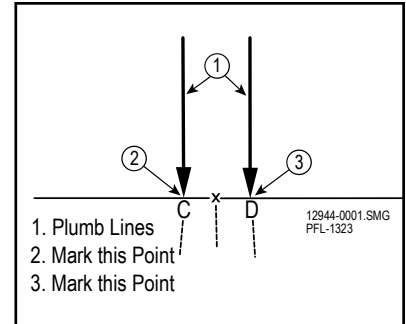 1
2
3
x
C
D
12944-0001.SMG
PFL-1323
1. Plumb Lines
2. Mark this Point
3. Mark this Point